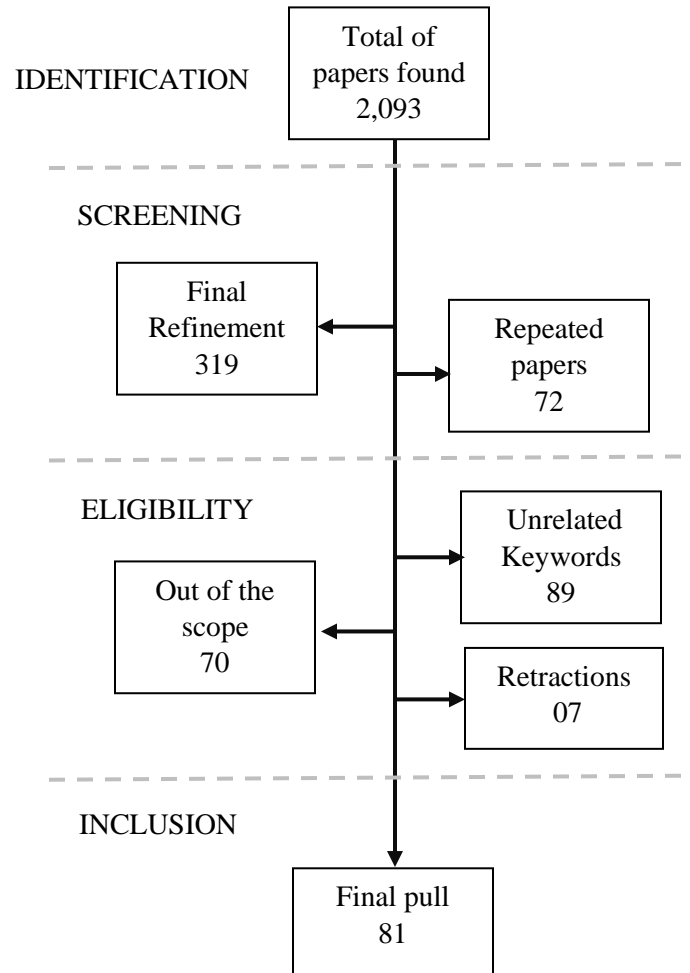 IDENTIFICATION
Total of
papers found
2,093
SCREENING
Final
Refinement
319
Repeated
papers
72
ELIGIBILITY
Unrelated
Keywords
89
Out of the
scope
70
Retractions
07
INCLUSION
Final pull
81